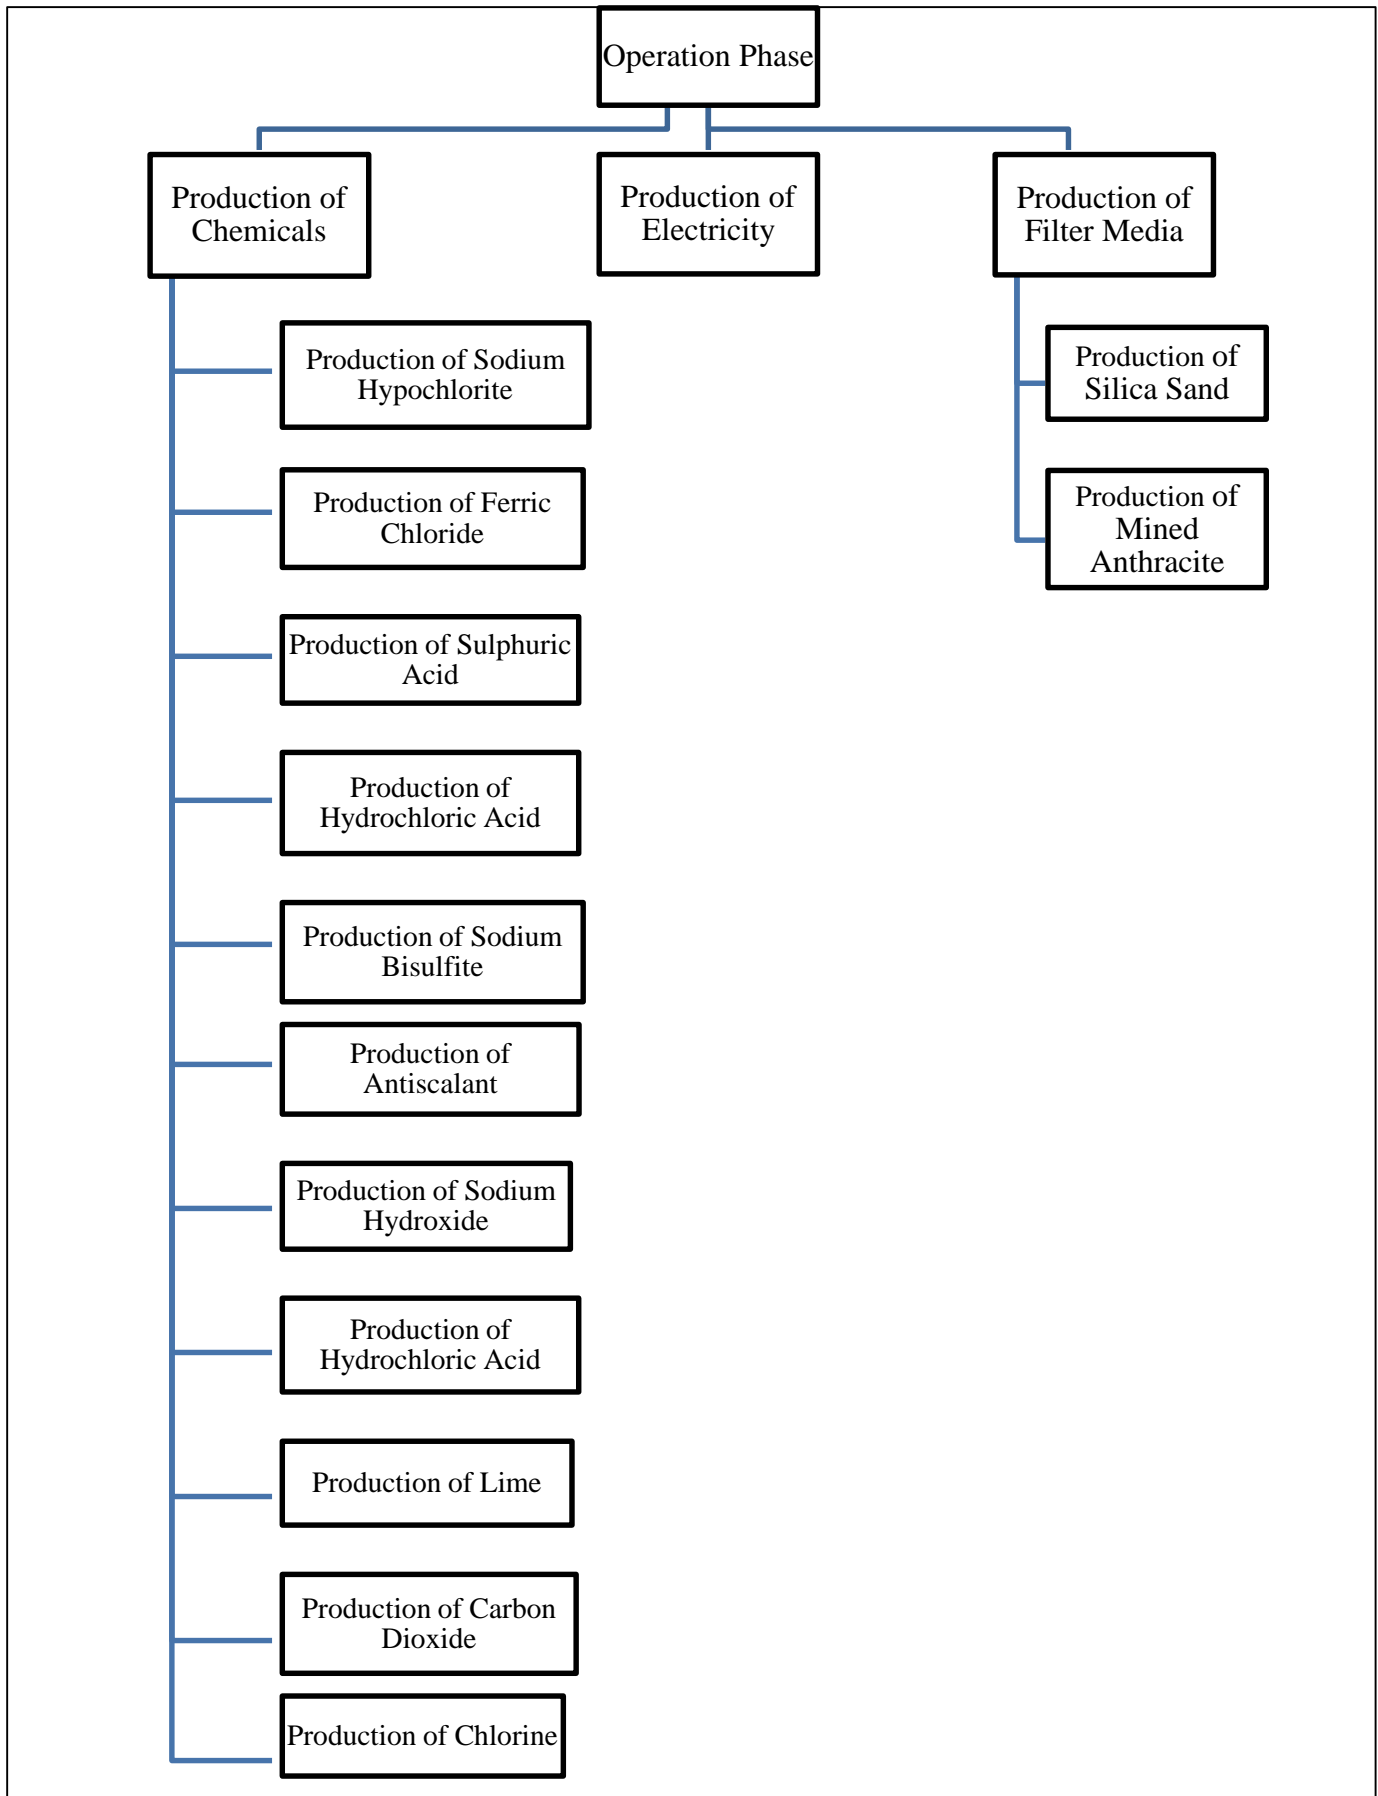 Operation Phase
Production of
Chemicals
Production of
Electricity
Production of
Filter Media
Production of Sodium
Hypochlorite
Production of Ferric
Chloride
Production of Sulphuric
Acid
Production of
Hydrochloric Acid
Production of Sodium
Bisulfite
Production of
Antiscalant
Production of Sodium
Hydroxide
Production of
Hydrochloric Acid
Production of Lime
Production of Carbon
Dioxide
Production of Chlorine
Production of
Silica Sand
Production of
Mined
Anthracite